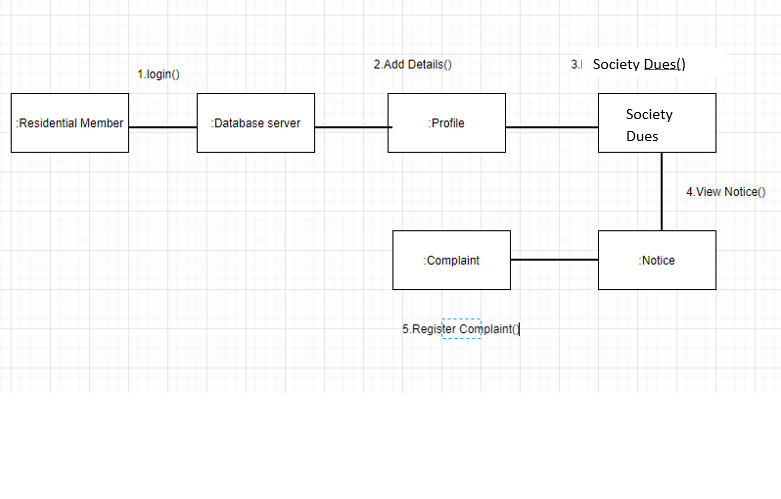 1.login()
2.Add Details()
3. Society Dues()
:Residential Member
:Database server
:Profile
Society
Dues
4.View Notice()
:Complaint
:Notice
5.Register Complaint()